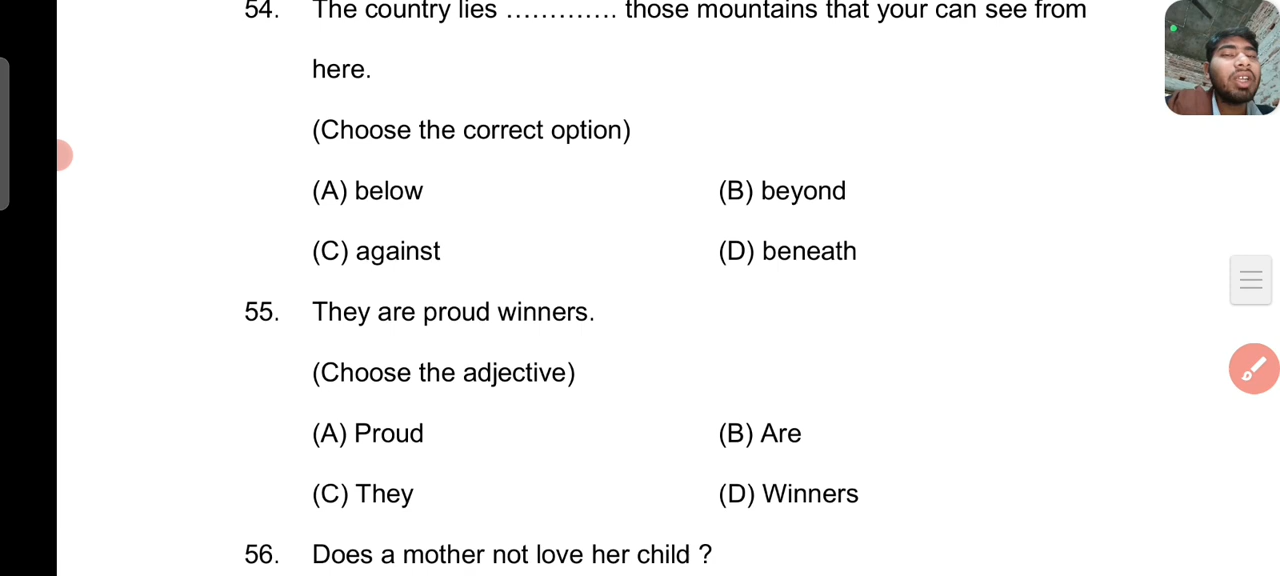 54. The country lies ............. those mountains that your can see from
here.
(Choose the correct option)
(A) below (B) beyond
(C) against (D) beneath
55. They are proud winners.
(Choose the adjective)
(A) Proud (B) Are
(C) They (D) Winners
56. Does a mother not love her child ?